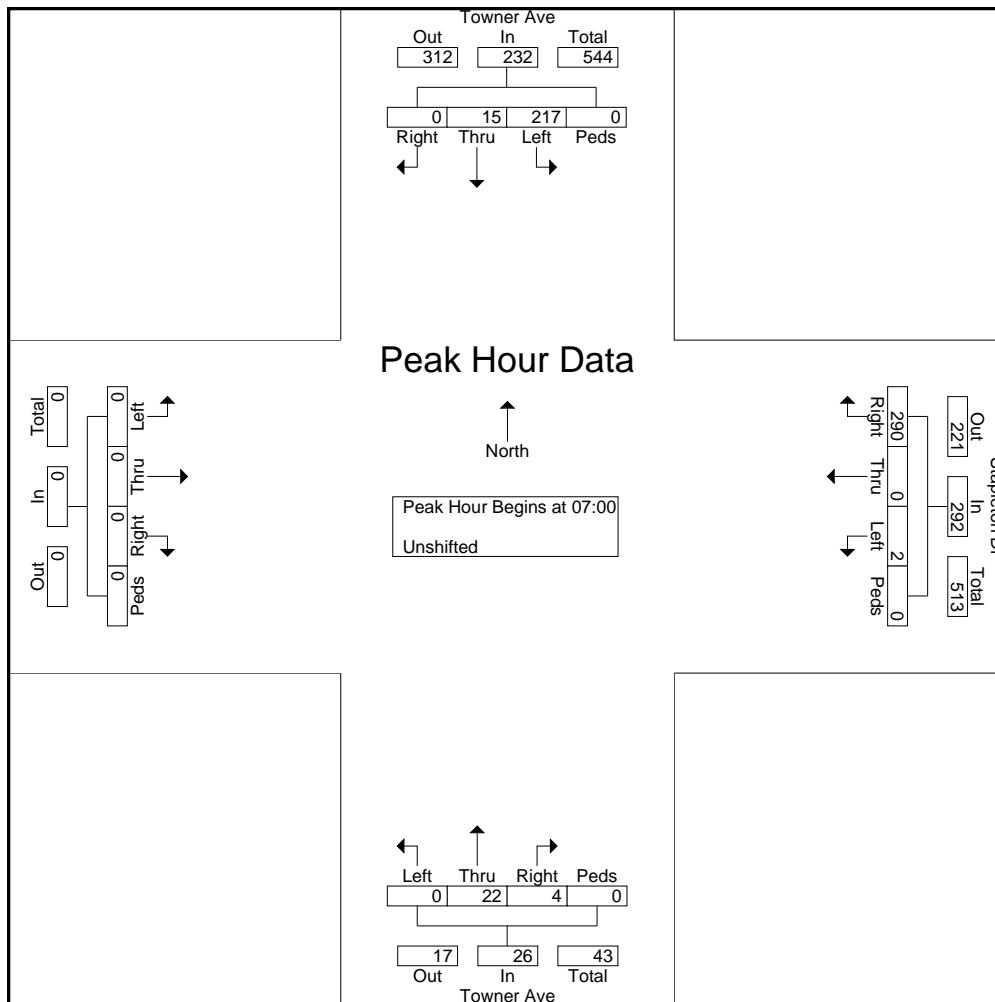 Towner Ave
Out In Total
312 232 544
0 15 217 0
Right Thru Left Peds
Peak Hour Data
North
Peak Hour Begins at 07:00
Unshifted
Total In Out
0 0 0
0 0 0 0
Left Thru Right Peds
Right Thru Left Peds
290 0 2 0
Out In Total
221 292 513
Left Thru Right Peds
0 22 4 0
17 26 43
Out In Total
Towner Ave